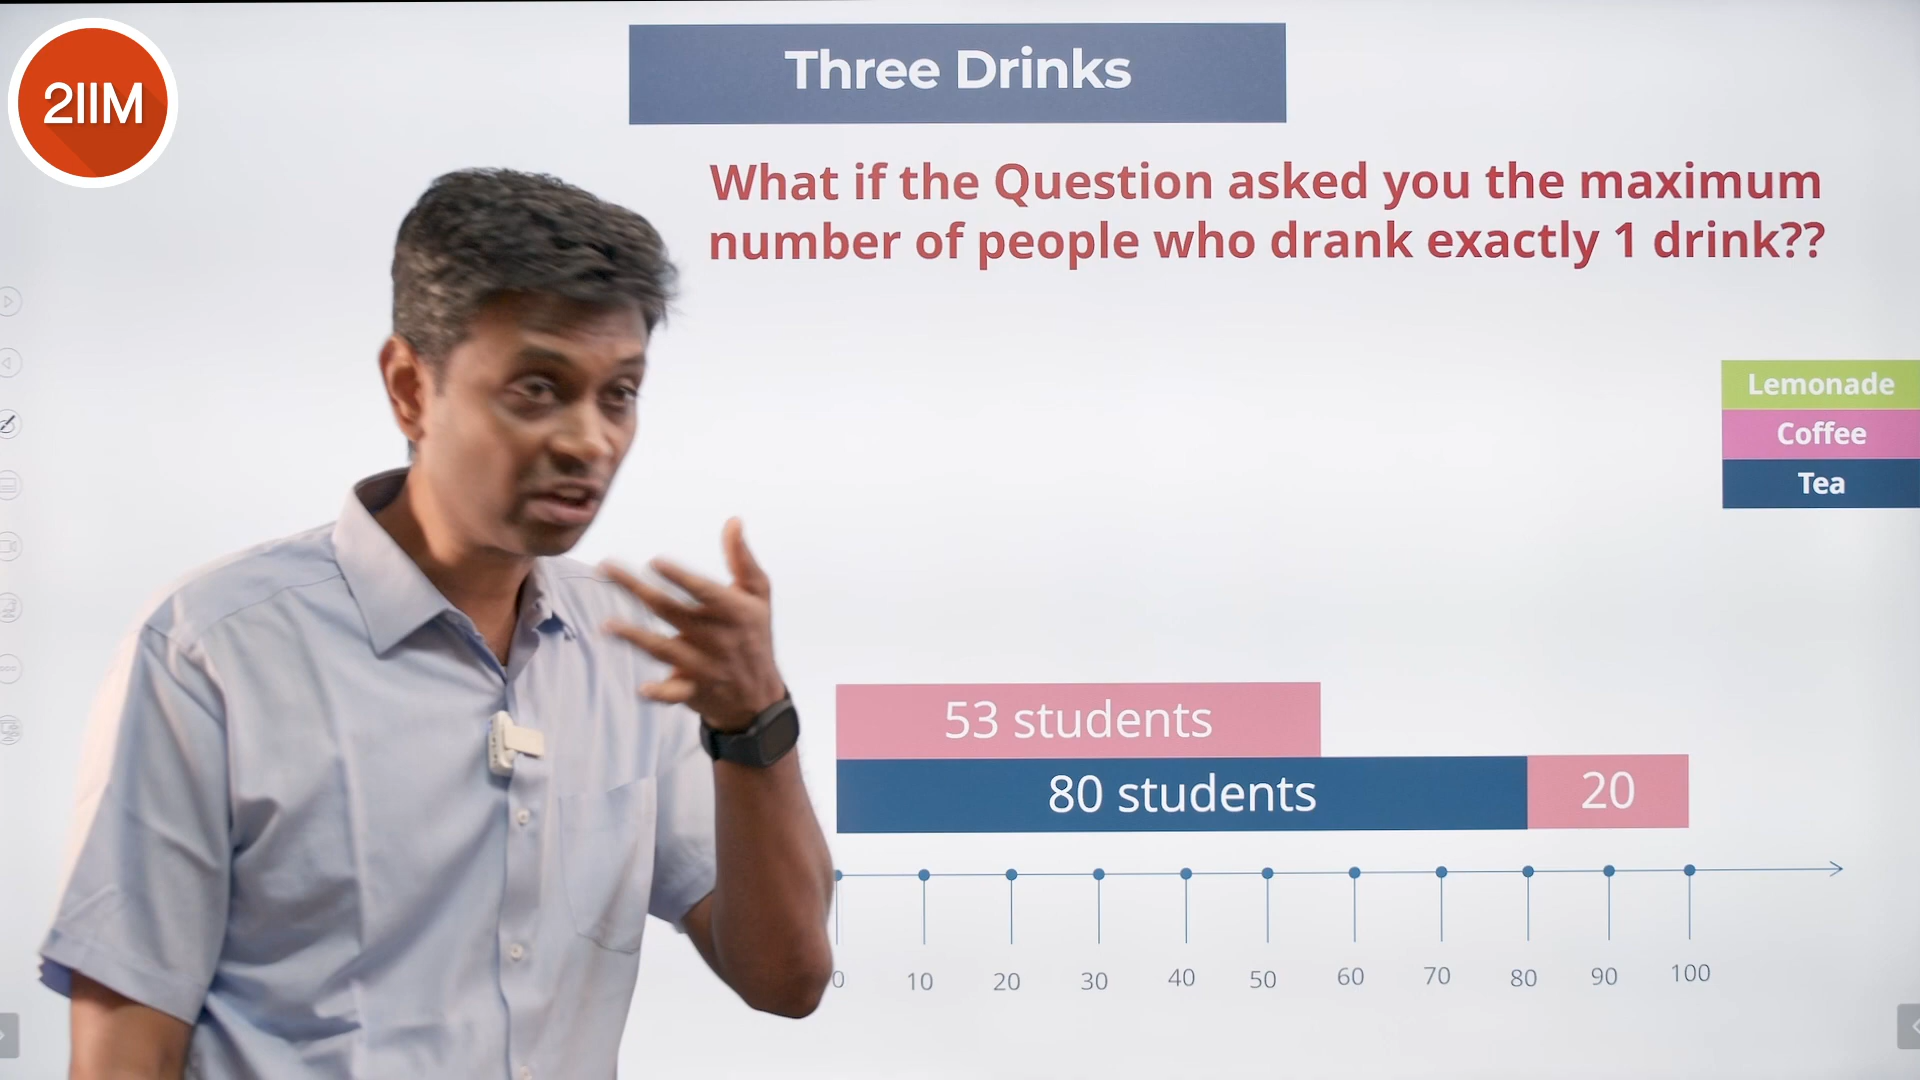 2IIM
Three Drinks
What if the Question asked you the maximum
number of people who drank exactly 1 drink??
Lemonade
Coffee
Tea
53 students
80 students
20
0 10 20 30 40 50 60 70 80 90 100